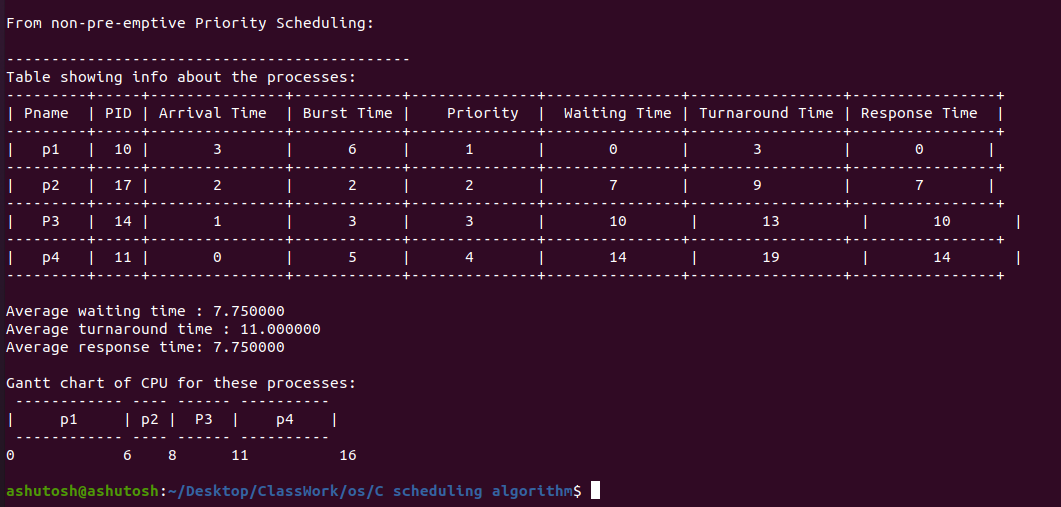 From non-pre-emptive Priority Scheduling:
---------------------------------------------
Table showing info about the processes:
---------+-----+---------------+------------+--------------+---------------+-----------------+----------------+
| Pname | PID | Arrival Time | Burst Time | Priority | Waiting Time | Turnaround Time | Response Time |
---------+-----+---------------+------------+--------------+---------------+-----------------+----------------+
| p1 | 10 | 3 | 6 | 1 | 0 | 3 | 0 |
---------+-----+---------------+------------+--------------+---------------+-----------------+----------------+
| p2 | 17 | 2 | 2 | 2 | 7 | 9 | 7 |
---------+-----+---------------+------------+--------------+---------------+-----------------+----------------+
| P3 | 14 | 1 | 3 | 3 | 10 | 13 | 10 |
---------+-----+---------------+------------+--------------+---------------+-----------------+----------------+
| p4 | 11 | 0 | 5 | 4 | 14 | 19 | 14 |
---------+-----+---------------+------------+--------------+---------------+-----------------+----------------+
Average waiting time : 7.750000
Average turnaround time : 11.000000
Average response time: 7.750000
Gantt chart of CPU for these processes:
------------ ---- ------ ----------
| p1 | p2 | P3 | p4 |
------------ ---- ------ ----------
0 6 8 11 16
ashutosh@ashutosh:~/Desktop/ClassWork/os/C scheduling algorithm$